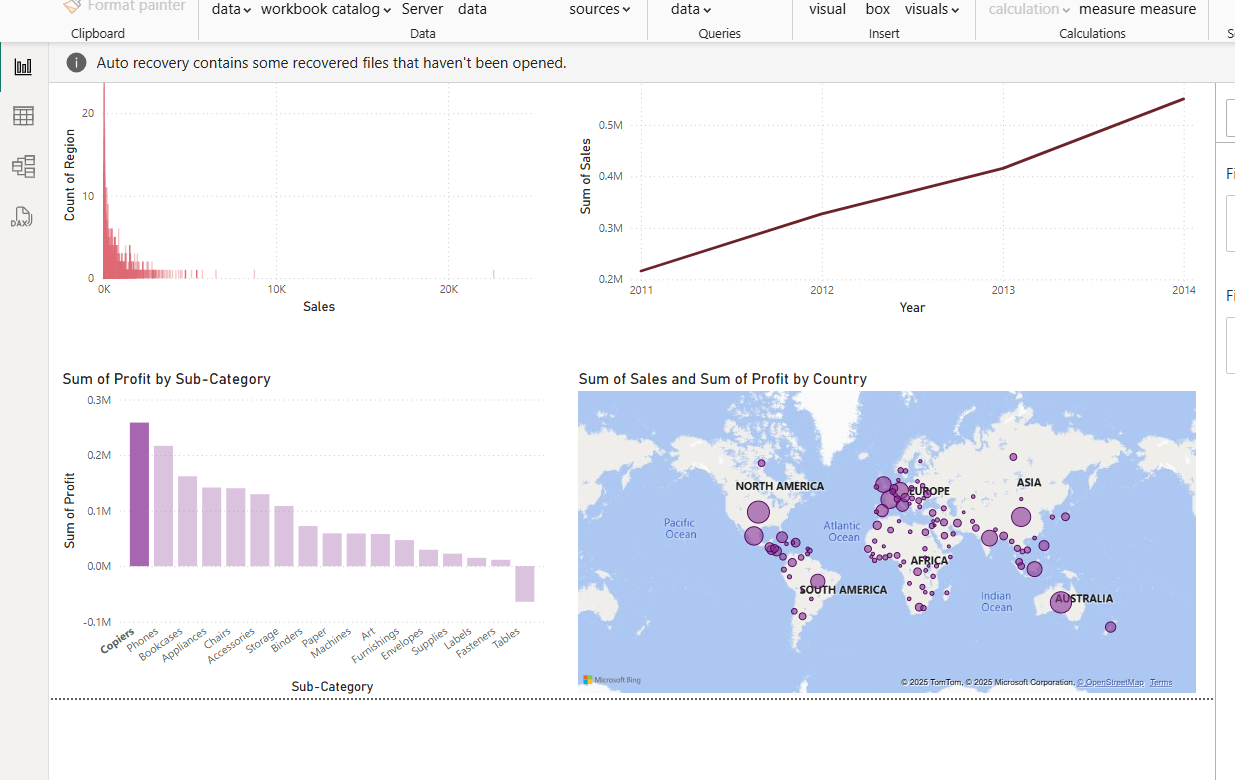 Format painter
data workbook catalog Server data
sources
data
visual box visuals
calculation measure measure
Clipboard
Data
Queries
Insert
Calculations
Auto recovery contains some recovered files that haven't been opened.
DAX
Count of Region
20
10
0
0K 10K 20K
Sales
Sum of Sales
0.5M
0.4M
0.3M
0.2M
2011 2012 2013 2014
Year
Fi
Fi
Sum of Profit by Sub-Category
Sum of Profit
0.3M
0.2M
0.1M
0.0M
-0.1M
Copiers
Phones
Bookcases
Appliances
Chairs
Accessories
Storage
Binders
Paper
Machines
Art
Furnishings
Envelopes
Supplies
Labels
Fasteners
Tables
Sub-Category
Sum of Sales and Sum of Profit by Country
NORTH AMERICA
EUROPE
ASIA
Pacific
Ocean
Atlantic
Ocean
AFRICA
SOUTH AMERICA
Indian
Ocean
AUSTRALIA
Microsoft Bing
© 2025 TomTom, © 2025 Microsoft Corporation, © OpenStreetMap Terms